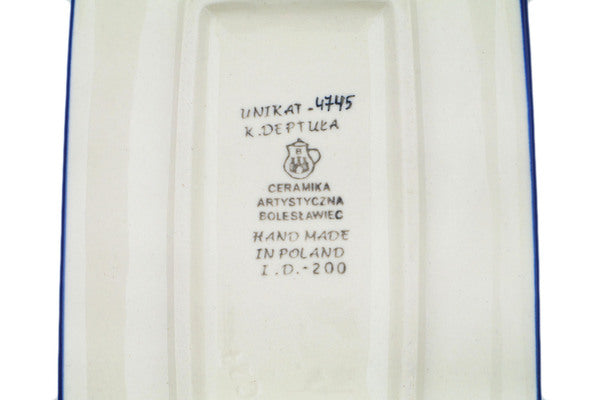 UNIKAT - 4745
K. DEPTUŁA
B
CERAMIKA
ARTYSTYCZNA
BOLESŁAWIEC
HAND MADE
IN POLAND
I.D.-200